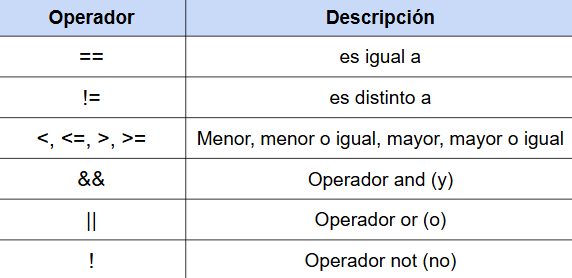 Operador Descripción
== es igual a
!= es distinto a
<, <=, >, >= Menor, menor o igual, mayor, mayor o igual
&& Operador and (y)
|| Operador or (o)
! Operador not (no)